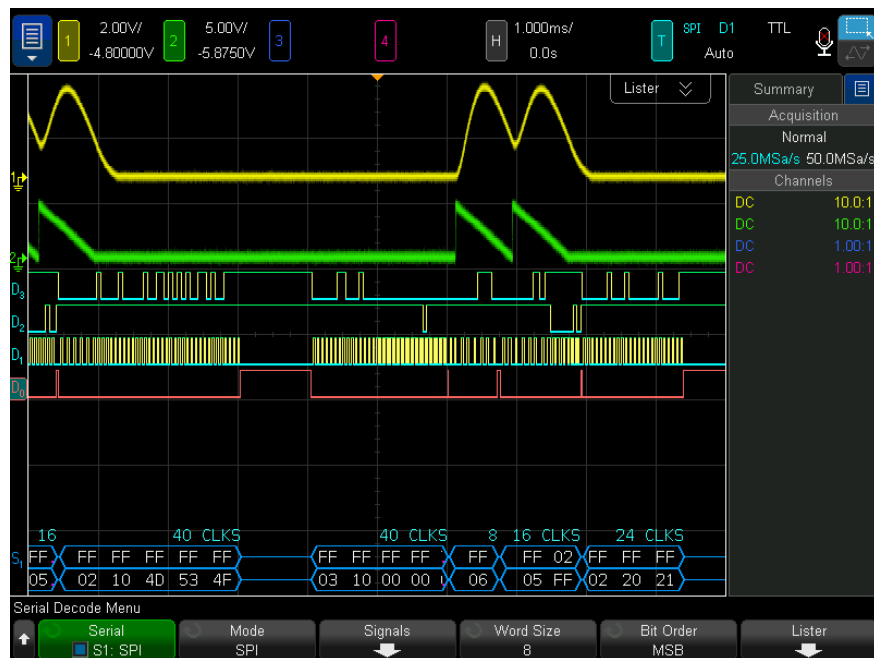 1 2.00V/ -4.80000V 2 5.00V/ -5.8750V 3 4 H 1.000ms/ 0.0s T SPI D1 TTL Auto
Lister
Summary
Acquisition
Normal
25.0MSa/s 50.0MSa/s
Channels
DC 10.0:1
DC 10.0:1
DC 1.00:1
DC 1.00:1
1
2
D3
D2
D1
D0
16 40 CLKS 40 CLKS 8 16 CLKS 24 CLKS
S1 FF FF FF FF FF FF FF FF FF FF FF FF 02 FF FF FF
05 02 10 4D 53 4F 03 10 00 00 06 05 FF 02 20 21
Serial Decode Menu
Serial Mode Signals Word Size Bit Order Lister
S1: SPI SPI 8 MSB